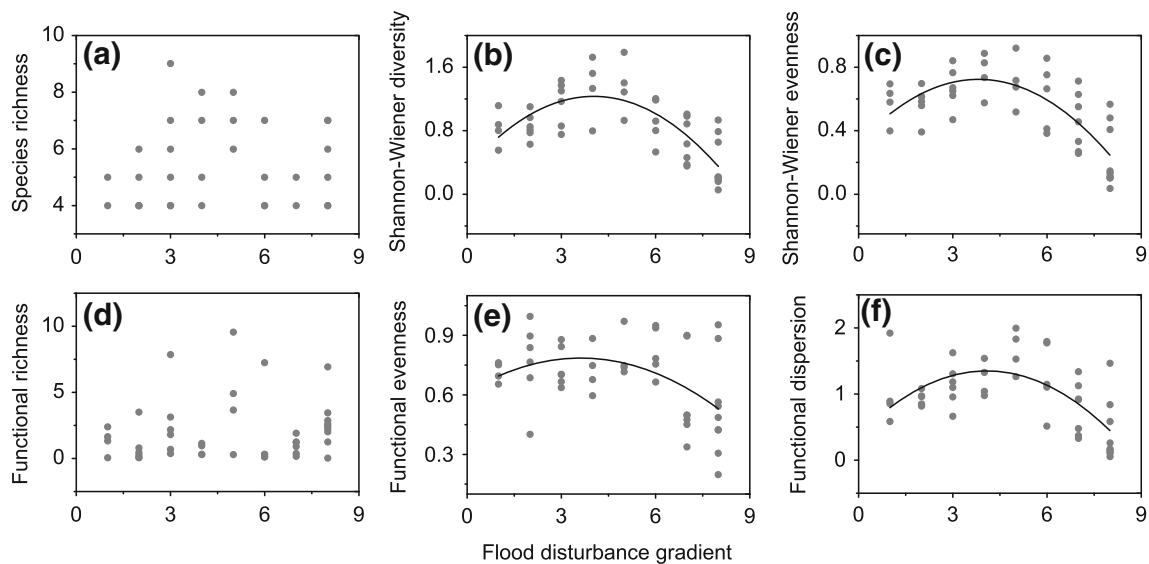 (a)
Species richness
10
8
6
4
0 3 6 9
(b)
Shannon-Wiener diversity
1.6
0.8
0.0
0 3 6 9
(c)
Shannon-Wiener evenness
0.8
0.4
0.0
0 3 6 9
(d)
Functional richness
10
5
0
0 3 6 9
(e)
Functional evenness
0.9
0.6
0.3
0 3 6 9
(f)
Functional dispersion
2
1
0
0 3 6 9
Flood disturbance gradient